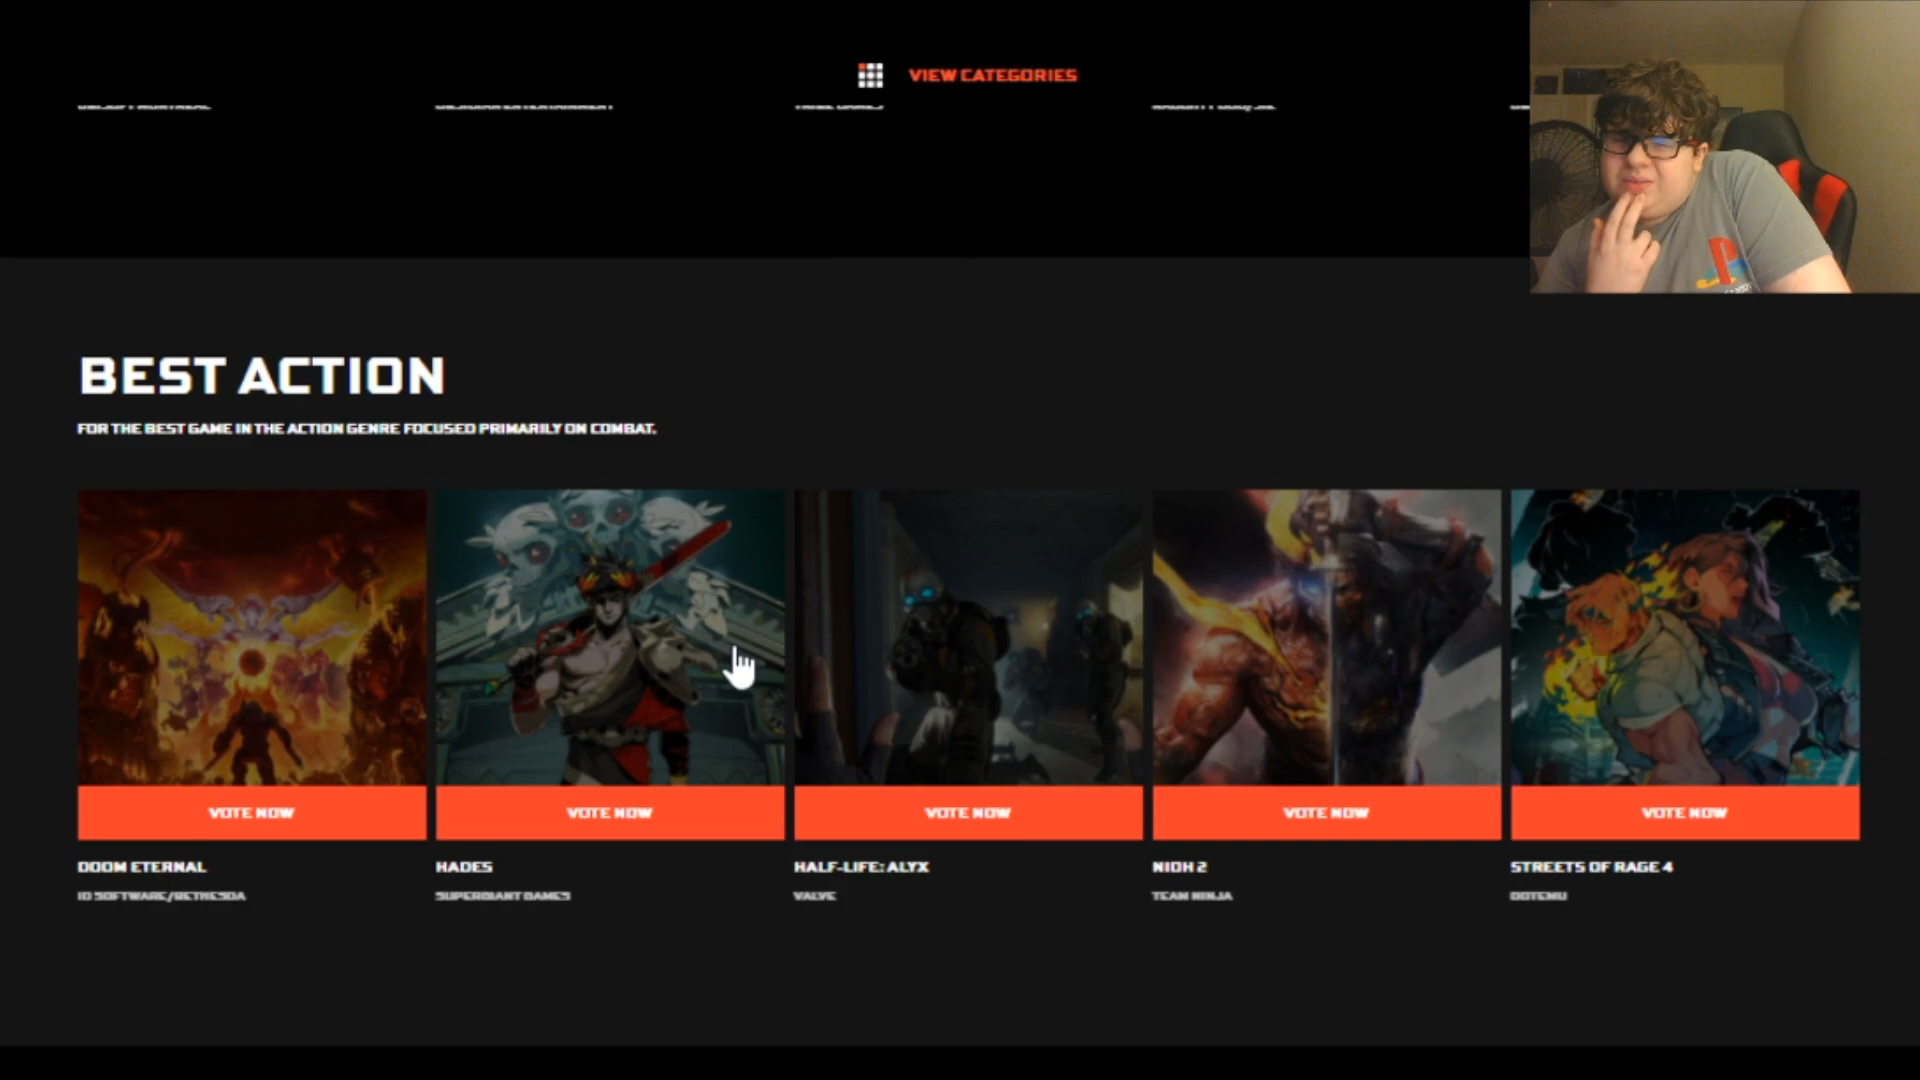 VIEW CATEGORIES
BEST ACTION
FOR THE BEST GAME IN THE ACTION GENRE FOCUSED PRIMARILY ON COMBAT.
VOTE NOW
VOTE NOW
VOTE NOW
VOTE NOW
VOTE NOW
DOOM ETERNAL
HADES
HALF-LIFE: ALYX
NIOH 2
STREETS OF RAGE 4
ID SOFTWARE/BETHESDA
SUPERGIANT GAMES
VALVE
TEAM NINJA
DOTEMU